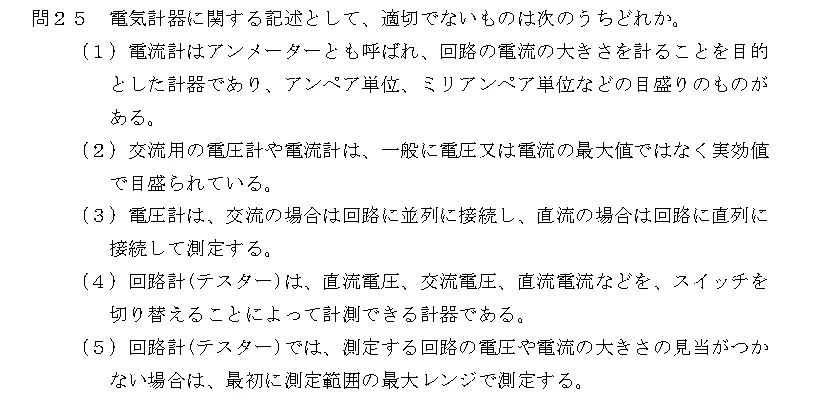 問２５　電気計器に関する記述として、適切でないものは次のうちどれか。
（１）電流計はアンメーターとも呼ばれ、回路の電流の大きさを計ることを目的
とした計器であり、アンペア単位、ミリアンペア単位などの目盛りのものが
ある。
（２）交流用の電圧計や電流計は、一般に電圧又は電流の最大値ではなく実効値
で目盛られている。
（３）電圧計は、交流の場合は回路に並列に接続し、直流の場合は回路に直列に
接続して測定する。
（４）回路計(テスター)は、直流電圧、交流電圧、直流電流などを、スイッチを
切り替えることによって計測できる計器である。
（５）回路計(テスター)では、測定する回路の電圧や電流の大きさの見当がつか
ない場合は、最初に測定範囲の最大レンジで測定する。